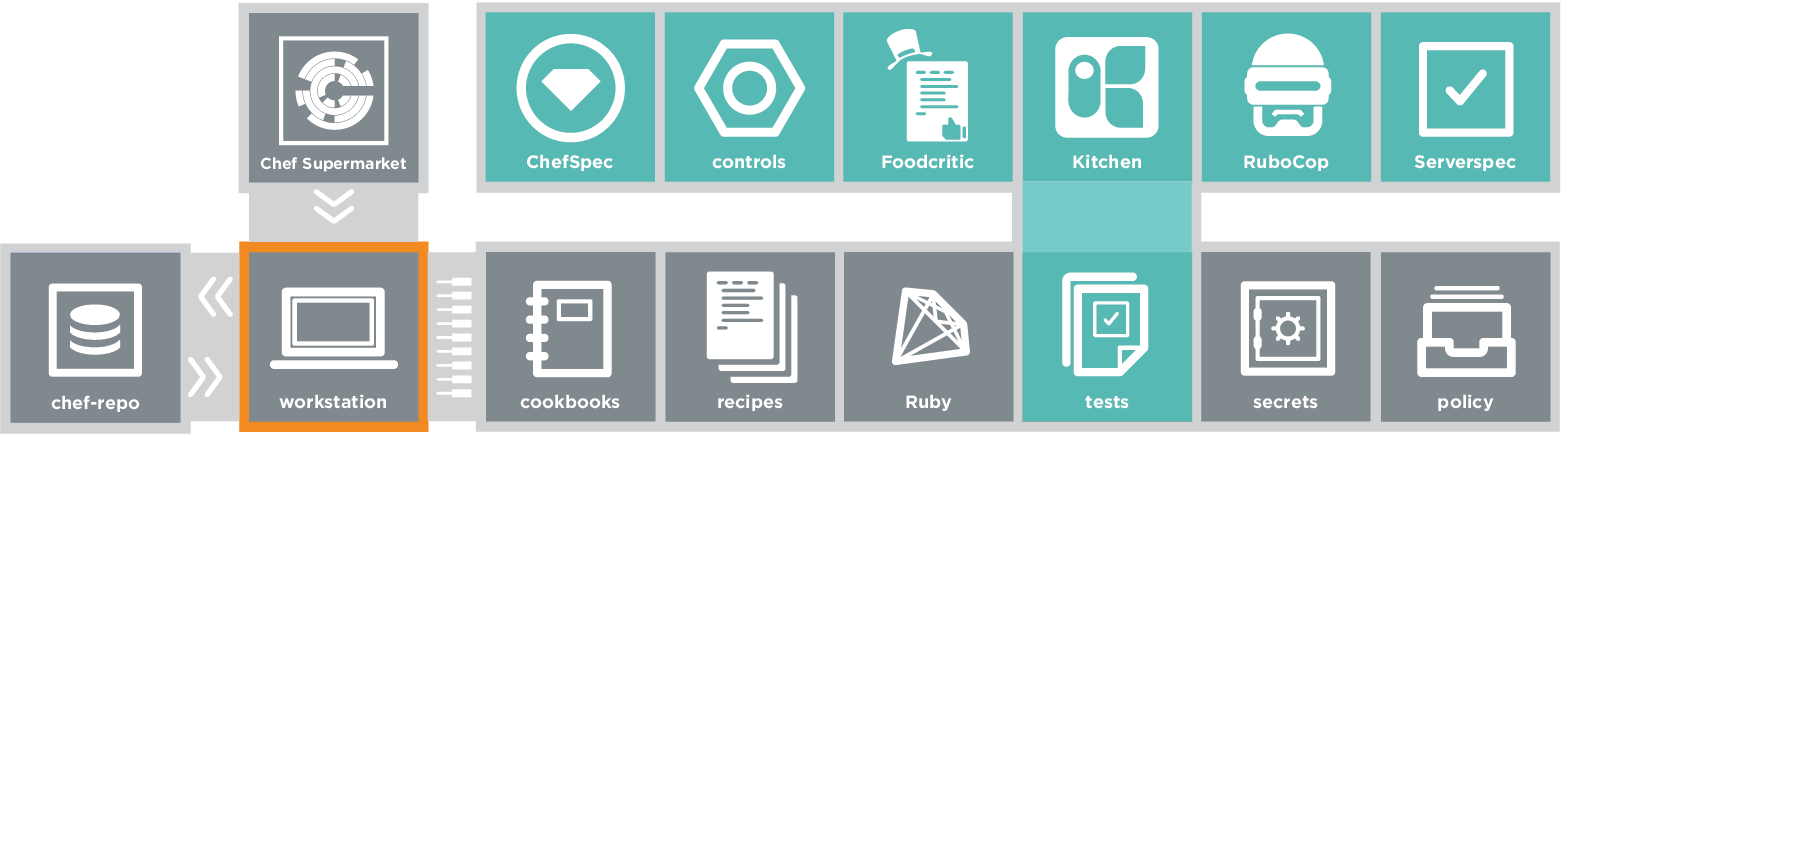 Chef Supermarket
ChefSpec
controls
Foodcritic
Kitchen
RuboCop
Serverspec
chef-repo
workstation
cookbooks
recipes
Ruby
tests
secrets
policy